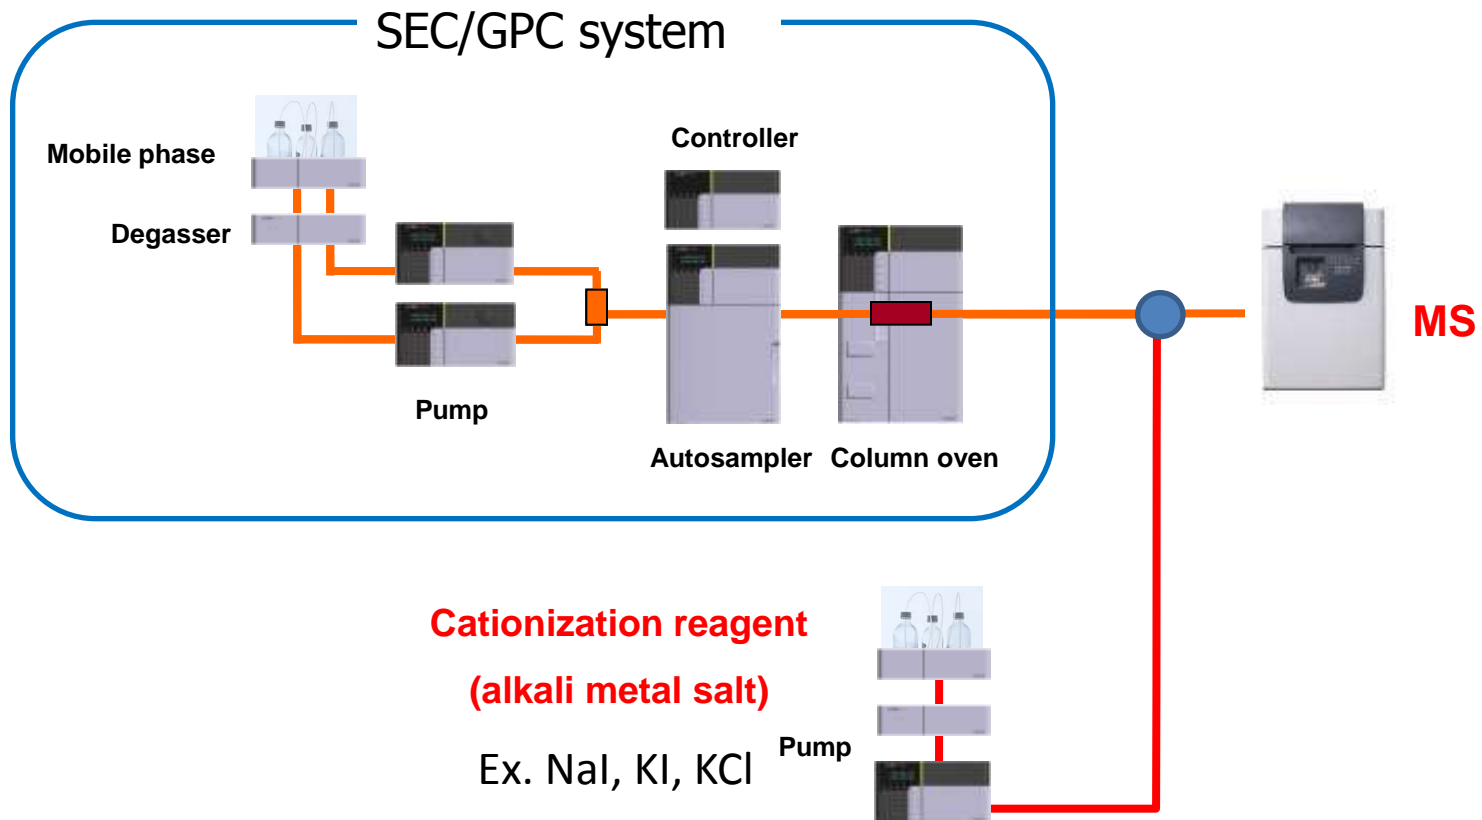 SEC/GPC system
Mobile phase
Controller
Degasser
MS
Pump
Autosampler
Column oven
Cationization reagent
(alkali metal salt)
Pump
Ex. NaI, KI, KCl